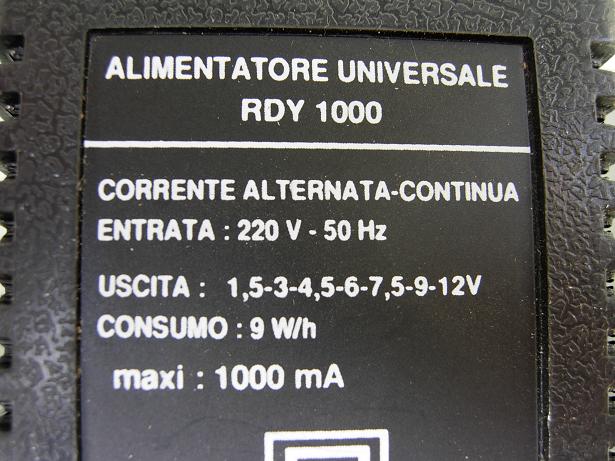 ALIMENTATORE UNIVERSALE
RDY 1000
CORRENTE ALTERNATA-CONTINUA
ENTRATA : 220 V - 50 Hz
USCITA : 1,5-3-4,5-6-7,5-9-12V
CONSUMO : 9 W/h
maxi : 1000 mA